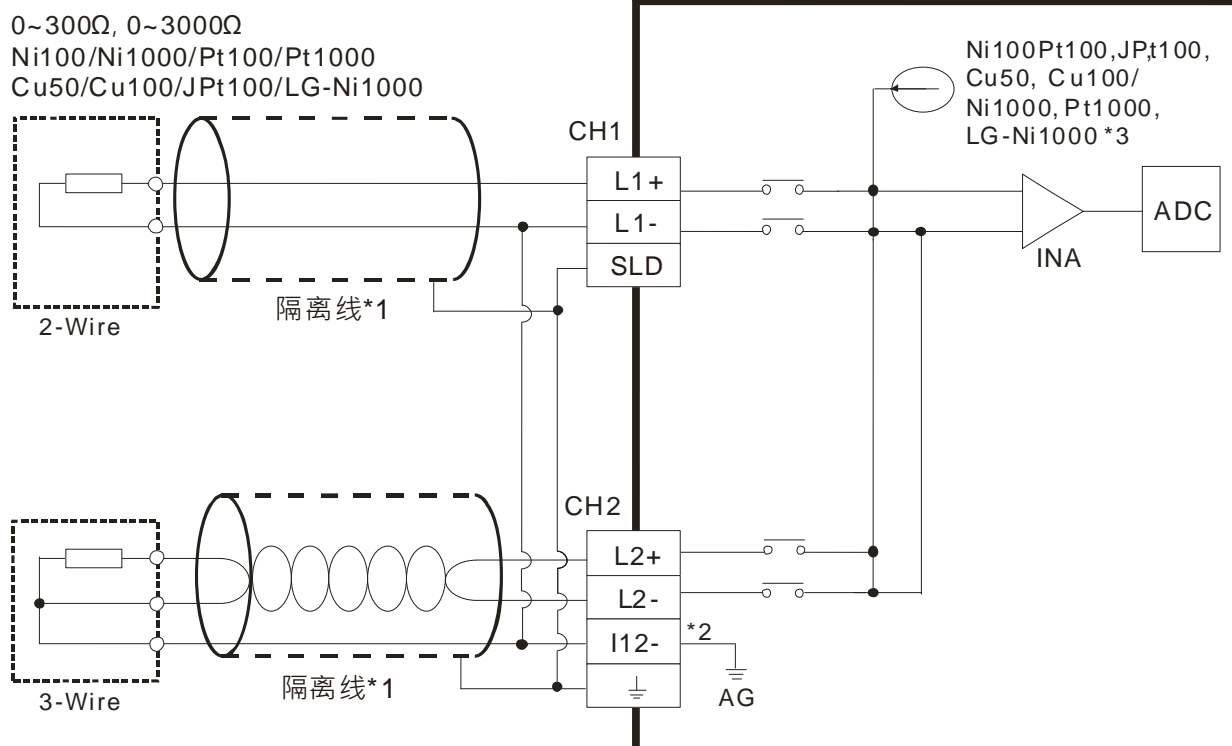 0~300Ω, 0~3000Ω
Ni100/Ni1000/Pt100/Pt1000
Cu50/Cu100/JPt100/LG-Ni1000
2-Wire
隔离线*1
CH1
L1+
L1-
SLD
Ni100Pt100,JP,t100,
Cu50, Cu100/
Ni1000, Pt1000,
LG-Ni1000 *3
INA
ADC
3-Wire
隔离线*1
CH2
L2+
L2-
I12-
*2
AG